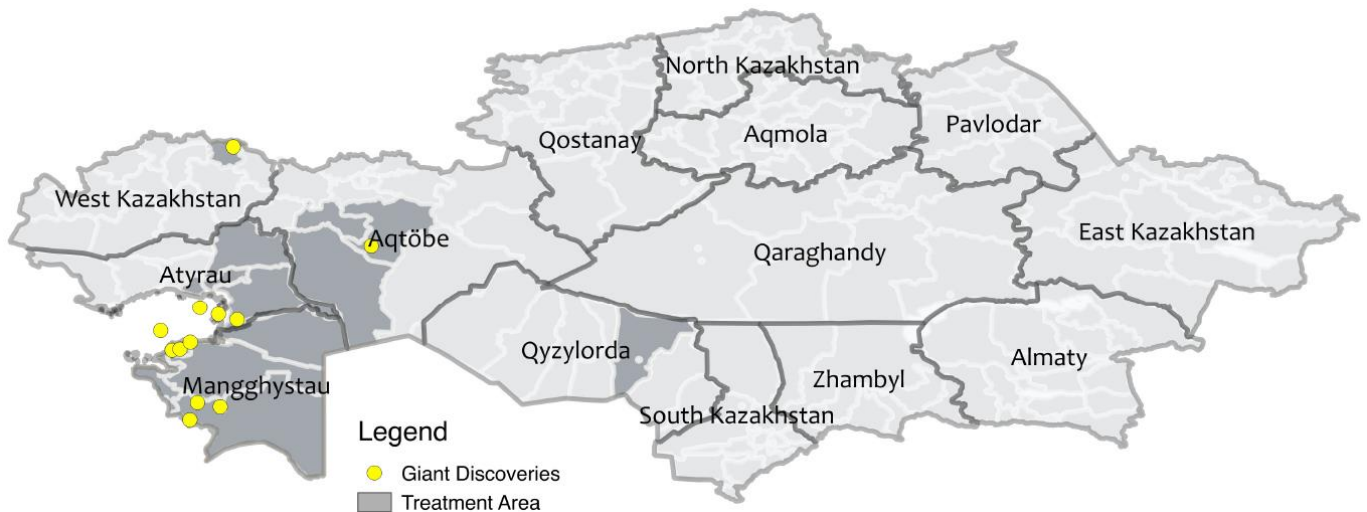 North Kazakhstan
Qostanay
Aqmola
Pavlodar
West Kazakhstan
Aqtöbe
Qaraghandy
East Kazakhstan
Atyrau
Qyzylorda
Almaty
Mangghystau
Zhambyl
South Kazakhstan
Legend
Giant Discoveries
Treatment Area